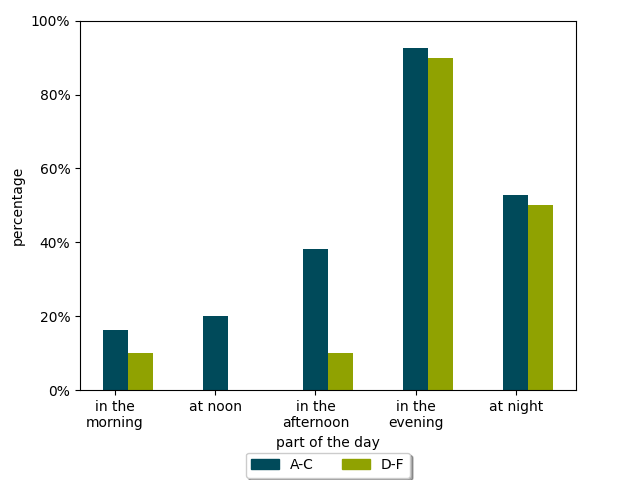 100%
80%
60%
40%
20%
0%
percentage
in the
morning
at noon
in the
afternoon
in the
evening
at night
part of the day
A-C
D-F